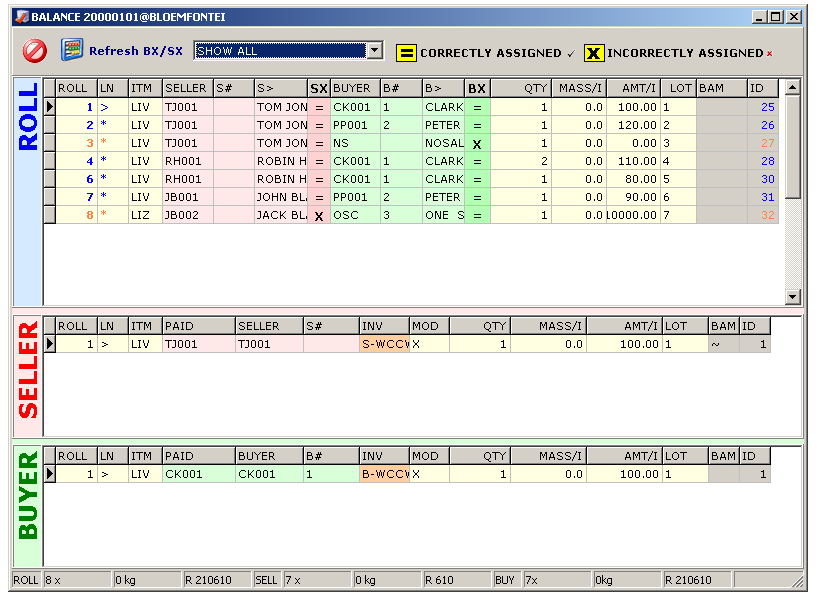 BALANCE 20000101@BLOEMFONTEI
Refresh BX/SX SHOW ALL = CORRECTLY ASSIGNED ✓ X INCORRECTLY ASSIGNED ×
ROLL
ROLL LN ITM SELLER S# S> SX BUYER B# B> BX QTY MASS/I AMT/I LOT BAM ID
1 > LIV TJ001 TOM JON = CK001 1 CLARK = 1 0.0 100.00 1 25
2 * LIV TJ001 TOM JON = PP001 2 PETER = 1 0.0 120.00 2 26
3 * LIV TJ001 TOM JON = NS NOSAL X 1 0.0 0.00 3 27
4 * LIV RH001 ROBIN H = CK001 1 CLARK = 2 0.0 110.00 4 28
6 * LIV RH001 ROBIN H = CK001 1 CLARK = 1 0.0 80.00 5 30
7 * LIV JB001 JOHN BL = PP001 2 PETER = 1 0.0 90.00 6 31
8 * LIZ JB002 JACK BL X OSC 3 ONE S = 1 0.0 10000.00 7 32
SELLER
ROLL LN ITM PAID SELLER S# INV MOD QTY MASS/I AMT/I LOT BAM ID
1 > LIV TJ001 TJ001 S-WCCW X 1 0.0 100.00 1 ~ 1
BUYER
ROLL LN ITM PAID BUYER B# INV MOD QTY MASS/I AMT/I LOT BAM ID
1 > LIV CK001 CK001 1 B-WCCW X 1 0.0 100.00 1 1
ROLL 8 x 0 kg R 210610 SELL 7 x 0 kg R 610 BUY 7x 0kg R 210610